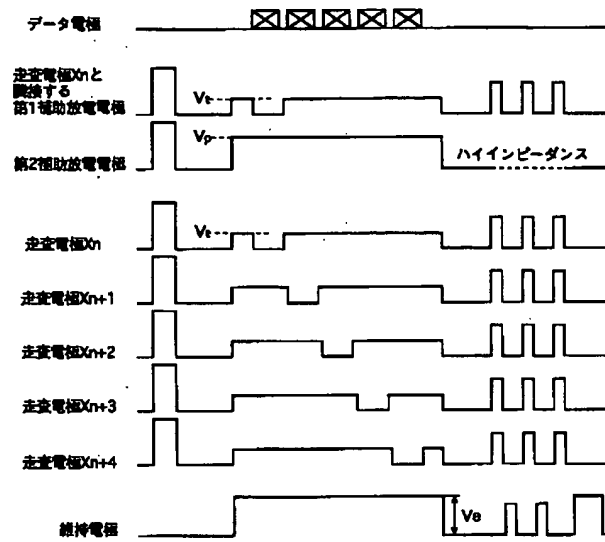 データ電極
走査電極Xnと
隣接する
第1補助放電電極
Vt
Vp
第2補助放電電極
ハイインピーダンス
Vt
走査電極Xn
走査電極Xn+1
走査電極Xn+2
走査電極Xn+3
走査電極Xn+4
Ve
維持電極